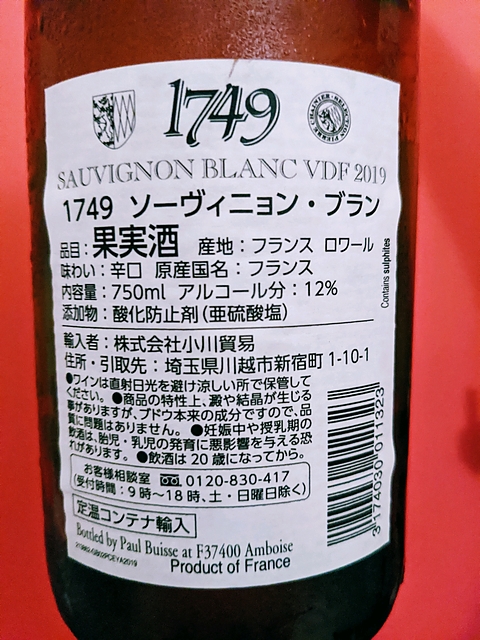 1749
PIERRE CHAINIER SELECTION
SAUVIGNON BLANC VDF 2019
1749 ソーヴィニョン・ブラン
品目:果実酒 産地:フランス ロワール
味わい:辛口 原産国名:フランス
内容量:750ml アルコール分:12%
添加物:酸化防止剤(亜硫酸塩)
Contains sulphites
輸入者:株式会社小川貿易
住所・引取先:埼玉県川越市新宿町1-10-1
●ワインは直射日光を避け涼しい所で保管して
ください。●商品の特性上、澱や結晶が生じる
事がありますが、ブドウ本来の成分ですので、品
質に問題はありません。●妊娠中や授乳期の
飲酒は、胎児・乳児の発育に悪影響を与える恐
れがあります。●飲酒は20歳になってから。
お客様相談室 0120-830-417
(受付時間:9時〜18時、土・日曜日除く)
定温コンテナ輸入
3174030011323
Bottled by Paul Buisse at F37400 Amboise
Product of France